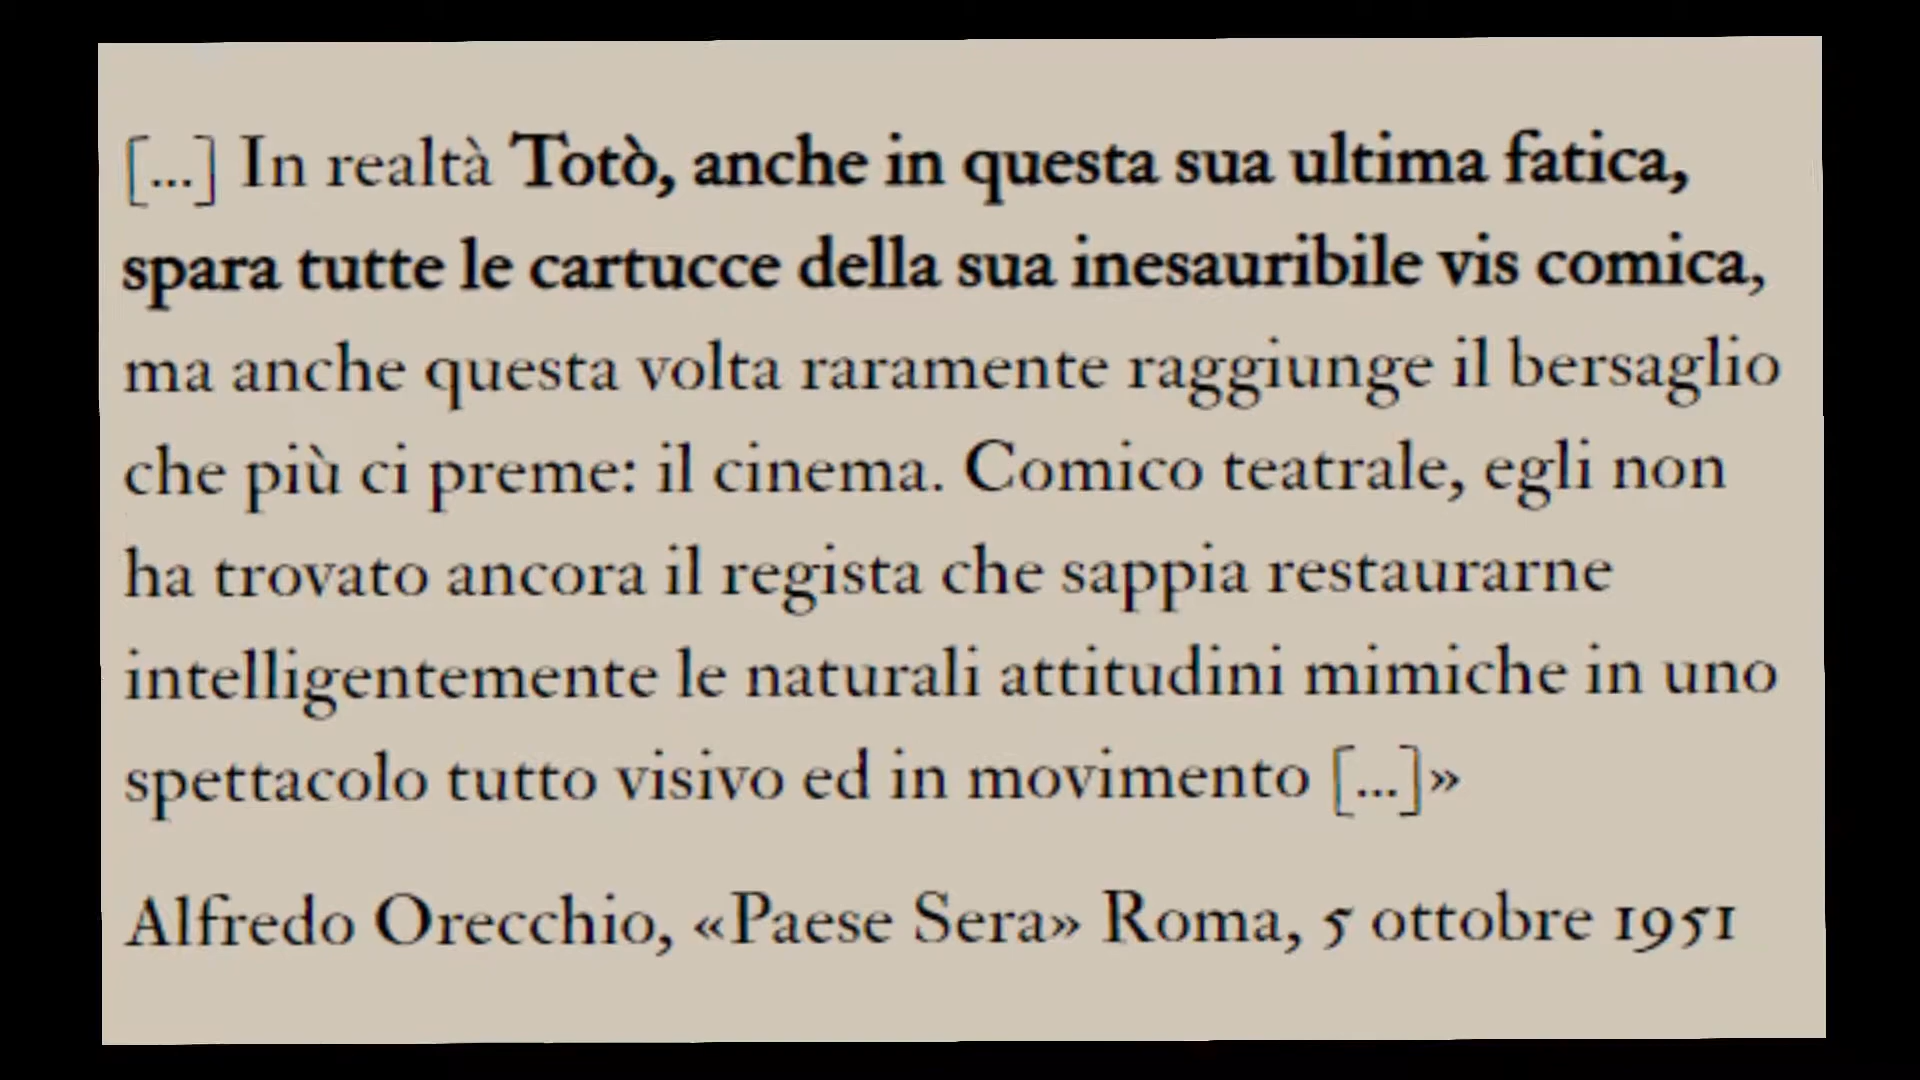 [...] In realtà Totò, anche in questa sua ultima fatica,
spara tutte le cartucce della sua inesauribile vis comica,
ma anche questa volta raramente raggiunge il bersaglio
che più ci preme: il cinema. Comico teatrale, egli non
ha trovato ancora il regista che sappia restaurarne
intelligentemente le naturali attitudini mimiche in uno
spettacolo tutto visivo ed in movimento [...]»
Alfredo Orecchio, «Paese Sera» Roma, 5 ottobre 1951